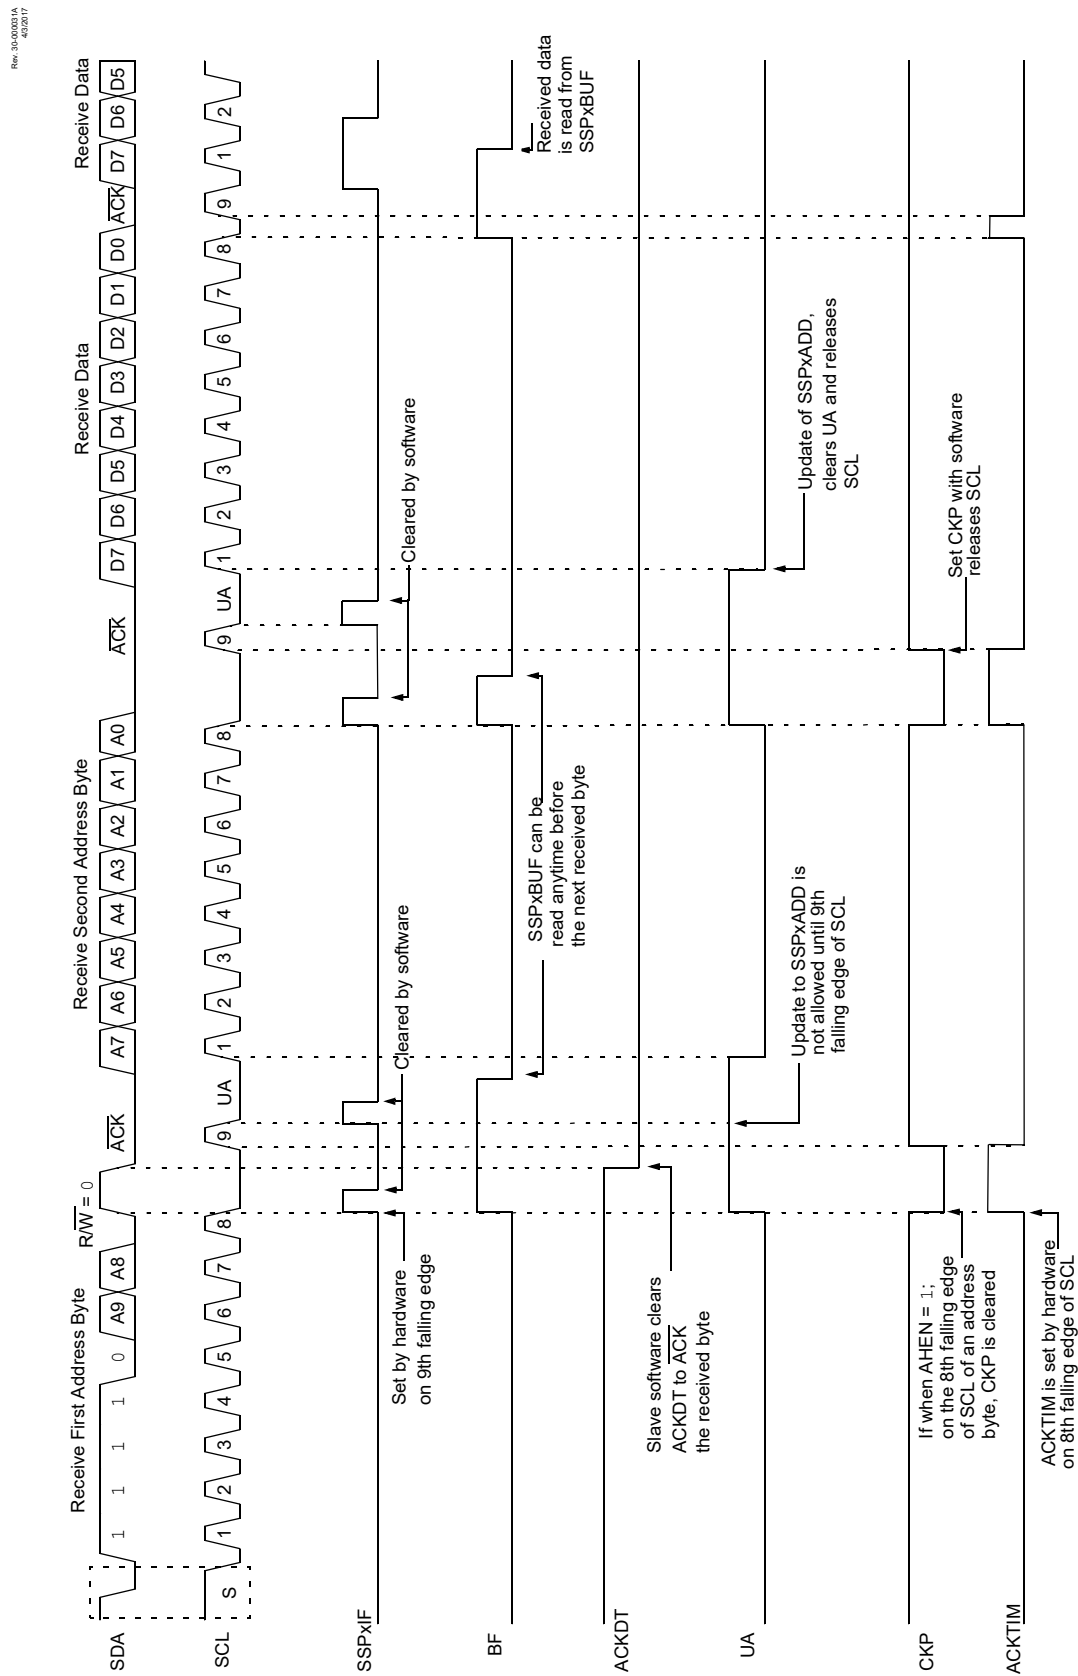 Rev. 30-000031A
4/3/2017
Receive First Address Byte
R/W = 0
Receive Second Address Byte
Receive Data
Receive Data
SDA
1 1 1 1 0 A9 A8
ACK
A7 A6 A5 A4 A3 A2 A1 A0
ACK
D7 D6 D5 D4 D3 D2 D1 D0
ACK
D7 D6 D5
SCL
S 1 2 3 4 5 6 7 8 9 UA 1 2 3 4 5 6 7 8 9 UA 1 2 3 4 5 6 7 8 9 1 2
SSPxIF
Set by hardware
on 9th falling edge
Cleared by software
Cleared by software
BF
SSPxBUF can be
read anytime before
the next received byte
Received data
is read from
SSPxBUF
ACKDT
Slave software clears
ACKDT to ACK
the received byte
UA
Update to SSPxADD is
not allowed until 9th
falling edge of SCL
Update of SSPxADD,
clears UA and releases
SCL
CKP
If when AHEN = 1;
on the 8th falling edge
of SCL of an address
byte, CKP is cleared
Set CKP with software
releases SCL
ACKTIM
ACKTIM is set by hardware
on 8th falling edge of SCL